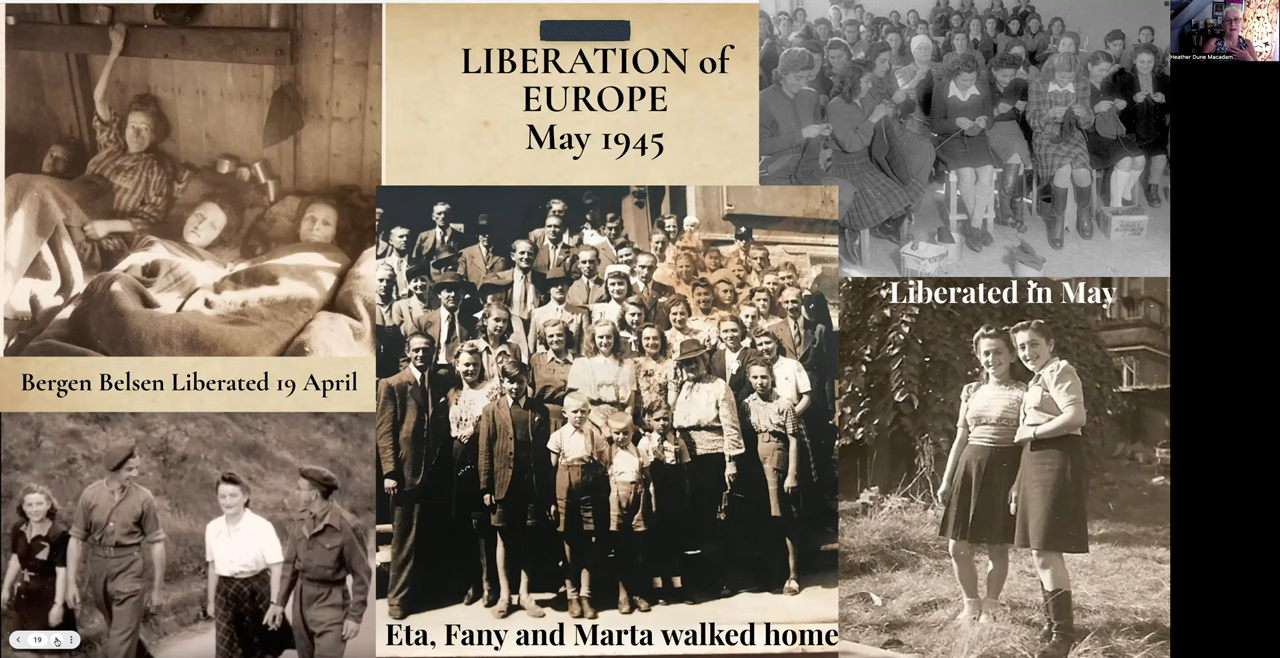 LIBERATION of
EUROPE
May 1945
Heather Dune Macadam
Liberated in May
Bergen Belsen Liberated 19 April
Eta, Fany and Marta walked home
19